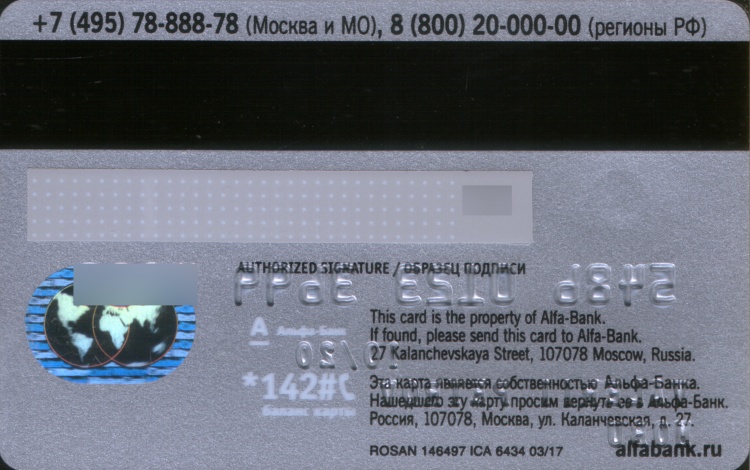 +7 (495) 78-888-78 (Москва и МО), 8 (800) 20-000-00 (регионы РФ)
AUTHORIZED SIGNATURE / ОБРАЗЕЦ ПОДПИСИ
This card is the property of Alfa-Bank.
If found, please send this card to Alfa-Bank.
27 Kalanchevskaya Street, 107078 Moscow, Russia.
А Альфа-Банк
*142#
баланс карты
Эта карта является собственностью Альфа-Банка.
Нашедшего эту карту просим вернуть ее в Альфа-Банк.
Россия, 107078, Москва, ул. Каланчевская, д. 27.
ROSAN 146497 ICA 6434 03/17
alfabank.ru